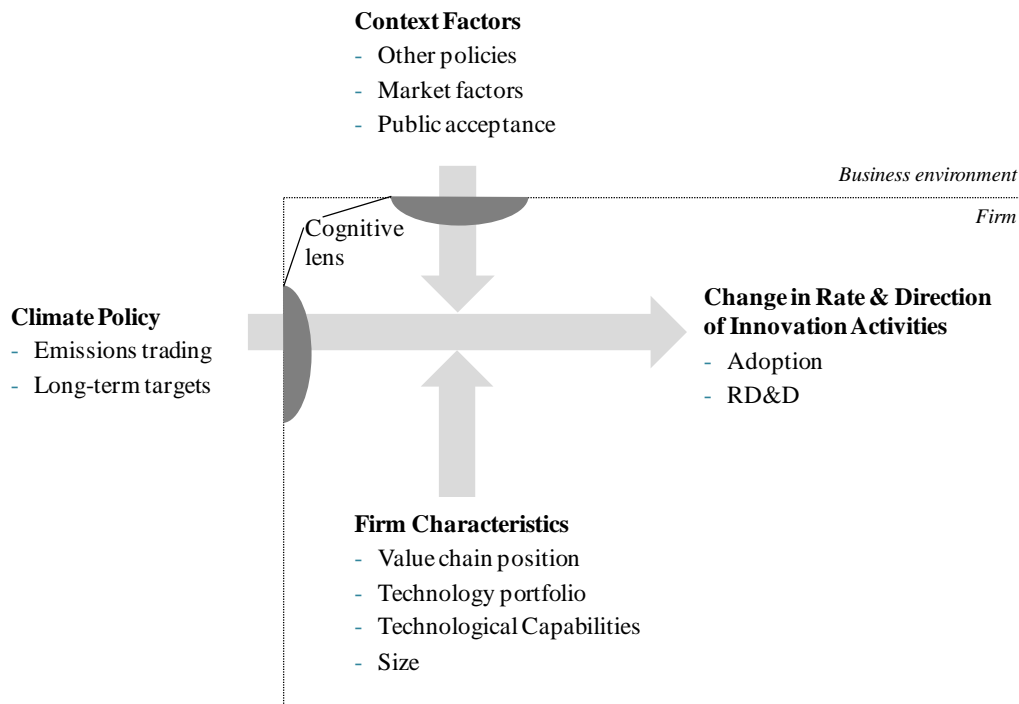 Context Factors
- Other policies
- Market factors
- Public acceptance
Business environment
Firm
Cognitive
lens
Climate Policy
- Emissions trading
- Long-term targets
Change in Rate & Direction
of Innovation Activities
- Adoption
- RD&D
Firm Characteristics
- Value chain position
- Technology portfolio
- Technological Capabilities
- Size